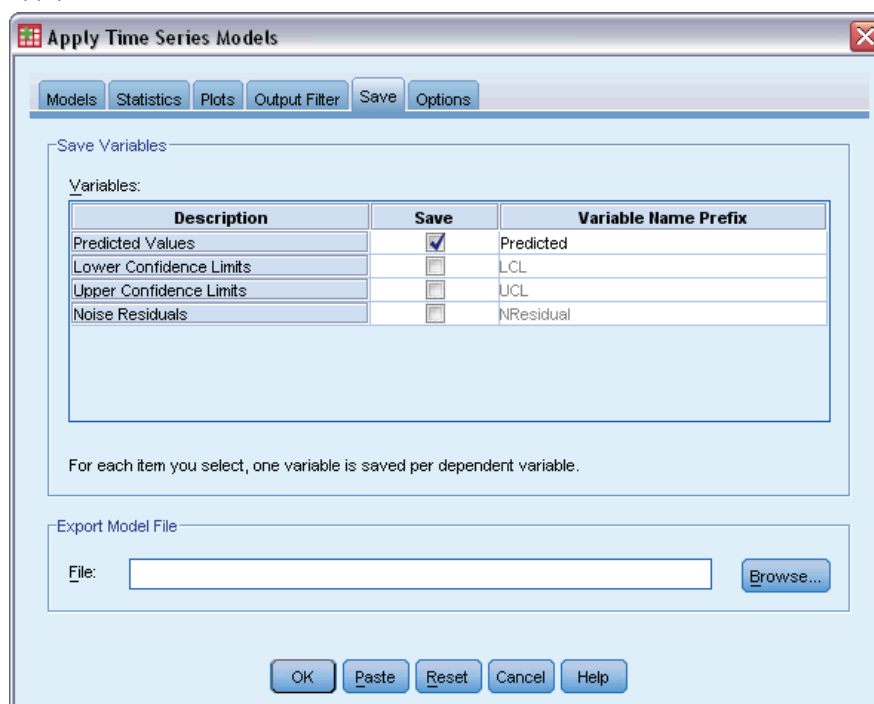 Apply Time Series Models
Models Statistics Plots Output Filter Save Options
Save Variables
Variables:
Description Save Variable Name Prefix
Predicted Values Predicted
Lower Confidence Limits LCL
Upper Confidence Limits UCL
Noise Residuals NResidual
For each item you select, one variable is saved per dependent variable.
Export Model File
File: Browse...
OK Paste Reset Cancel Help